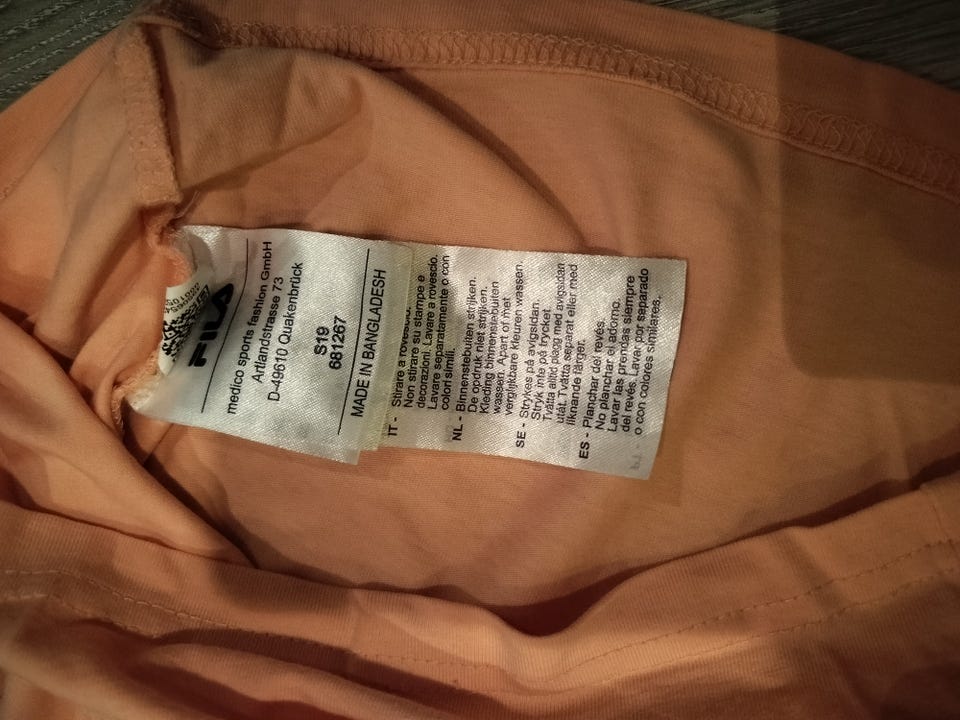 FILA
medico sports fashion GmbH
Artlandstrasse 73
D-49610 Quakenbrück
S19
681267
MADE IN BANGLADESH
IT - Stirare a rovescio.
Non stirare su stampe e
decorazioni. Lavare a rovescio.
Lavare separatamente o con
colori simili.
NL - Binnenstebuiten strijken.
De opdruk niet strijken.
Kleding binnenstebuiten
wassen. Apart of met
vergelijkbare kleuren wassen.
SE - Strykes på avigsidan.
Stryk inte på trycket
Tvätta alltid plagg med avigsidan
utåt. Tvätta separat eller med
liknande färger.
ES - Planchar del revés.
No planchar el adorno.
Lavar las prendas siempre
del revés. Lavar por separado
o con colores similares.